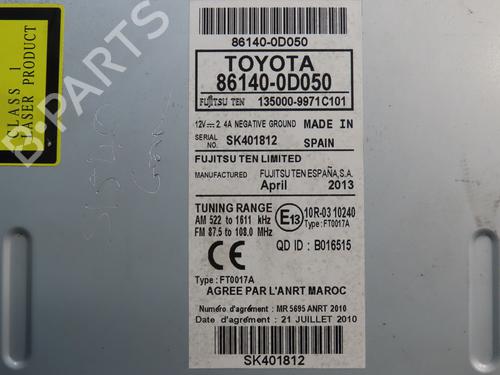 86140-0D050
TOYOTA
86140-0D050
FUJITSU TEN 135000-9971C101
12V⎓ 2.4A NEGATIVE GROUND MADE IN
SERIAL NO. SK401812 SPAIN
FUJITSU TEN LIMITED
MANUFACTURED FUJITSU TEN ESPAÑA,S.A.
April 2013
TUNING RANGE
AM 522 to 1611 kHz
FM 87.5 to 108.0 MHz
E13 10R-03 10240
Type: FT0017A
CE
QD ID : B016515
Type : FT0017A
AGREE PAR L'ANRT MAROC
Numéro d'agrément : MR 5695 ANRT 2010
Date d'agrément : 21 JUILLET 2010
SK401812
CLASS 1
LASER PRODUCT
B-PARTS